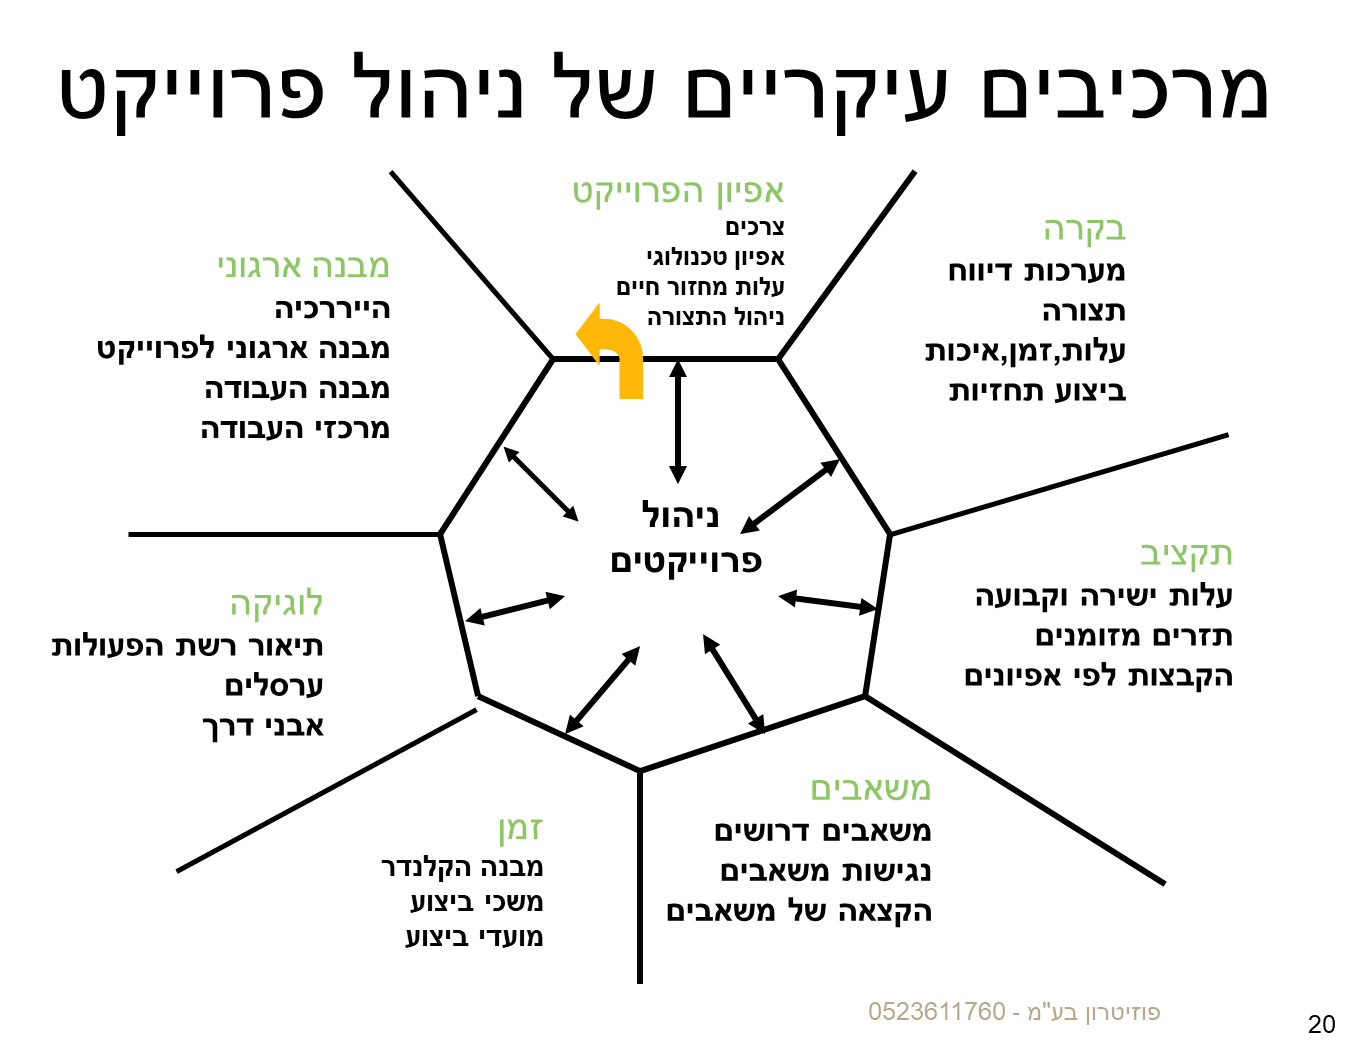 מרכיבים עיקריים של ניהול פרוייקט
אפיון הפרוייקט
צרכים
אפיון טכנולוגי
עלות מחזור חיים
ניהול התצורה
בקרה
מערכות דיווח
תצורה
עלות,זמן,איכות
ביצוע תחזיות
מבנה ארגוני
הייררכיה
מבנה ארגוני לפרוייקט
מבנה העבודה
מרכזי העבודה
ניהול
פרוייקטים
תקציב
עלות ישירה וקבועה
תזרים מזומנים
הקבצות לפי אפיונים
לוגיקה
תיאור רשת הפעולות
ערסלים
אבני דרך
משאבים
משאבים דרושים
נגישות משאבים
הקצאה של משאבים
זמן
מבנה הקלנדר
משכי ביצוע
מועדי ביצוע
פוזיטרון בע"מ - 0523611760
20